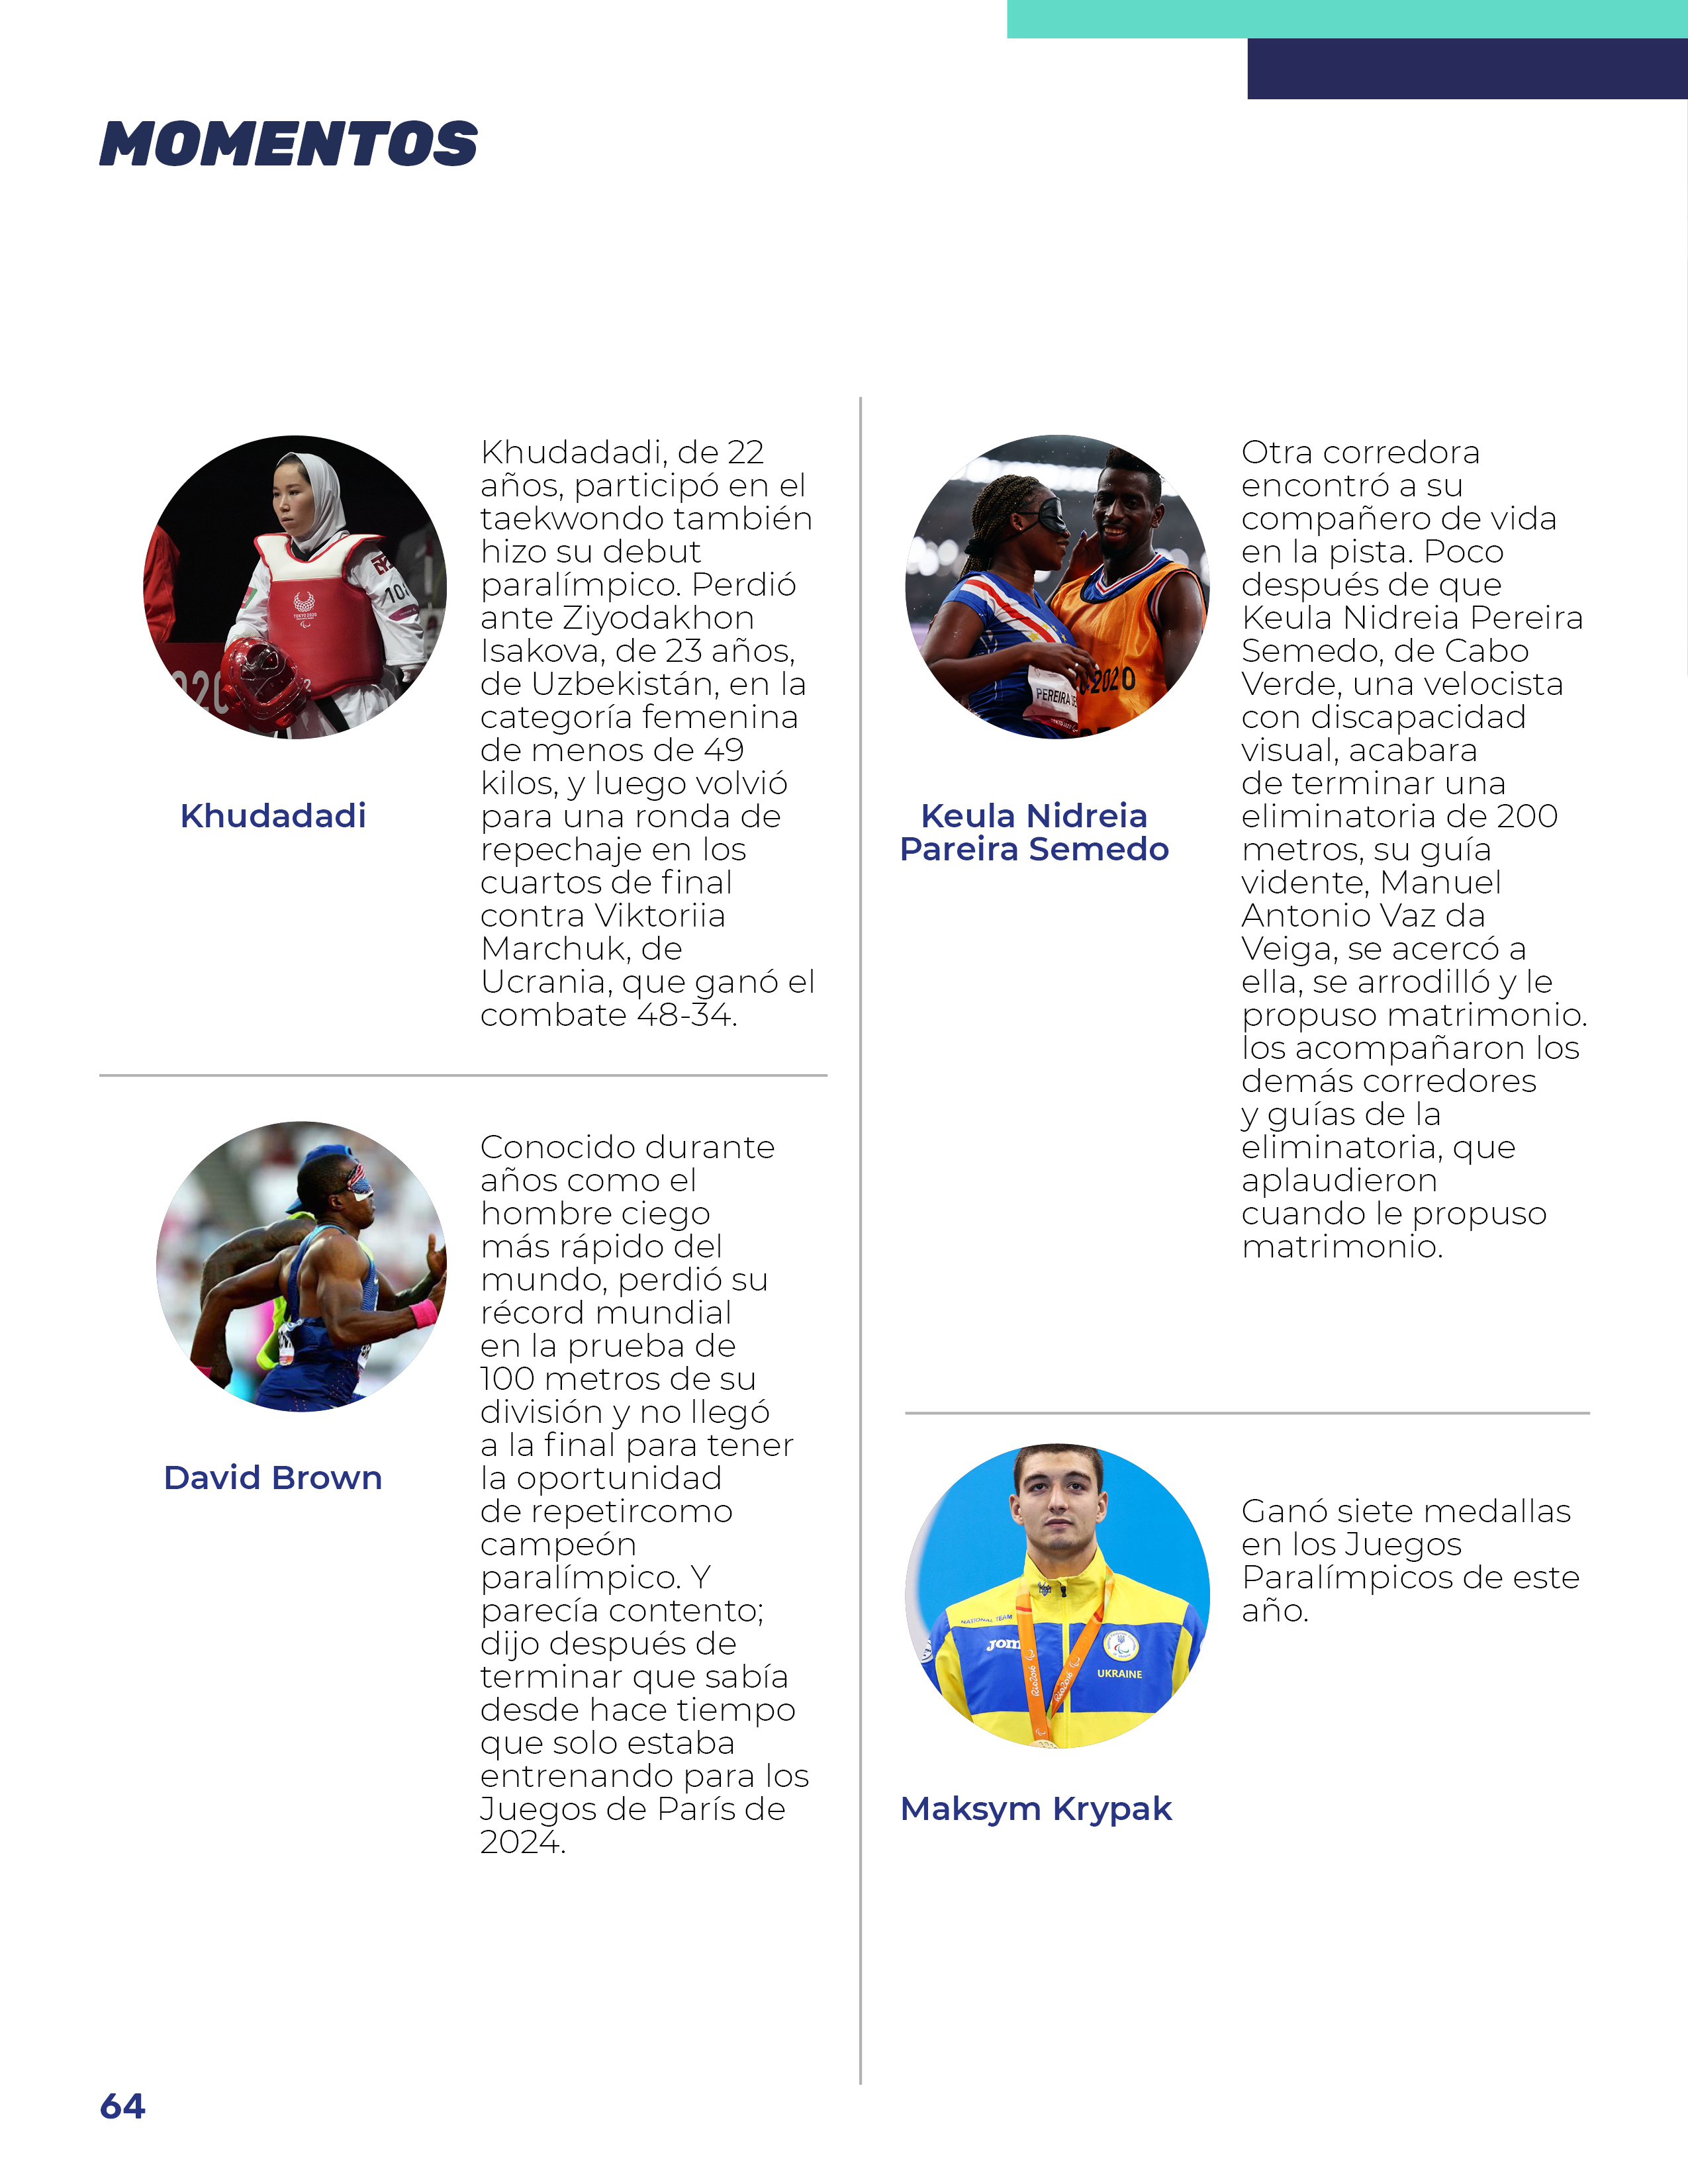 MOMENTOS
Khudadadi, de 22
años, participó en el
taekwondo también
hizo su debut
paralímpico. Perdió
ante Ziyodakhon
Isakova, de 23 años,
de Uzbekistán, en la
categoría femenina
de menos de 49
kilos, y luego volvió
para una ronda de
repechaje en los
cuartos de final
contra Viktoriia
Marchuk, de
Ucrania, que ganó el
combate 48-34.
Khudadadi
Conocido durante
años como el
hombre ciego
más rápido del
mundo, perdió su
récord mundial
en la prueba de
100 metros de su
división y no llegó
a la final para tener
la oportunidad
de repetircomo
campeón
paralímpico. Y
parecía contento;
dijo después de
terminar que sabía
desde hace tiempo
que solo estaba
entrenando para los
Juegos de París de
2024.
David Brown
Otra corredora
encontró a su
compañero de vida
en la pista. Poco
después de que
Keula Nidreia Pereira
Semedo, de Cabo
Verde, una velocista
con discapacidad
visual, acabara
de terminar una
eliminatoria de 200
metros, su guía
vidente, Manuel
Antonio Vaz da
Veiga, se acercó a
ella, se arrodilló y le
propuso matrimonio.
los acompañaron los
demás corredores
y guías de la
eliminatoria, que
aplaudieron
cuando le propuso
matrimonio.
PEREIRA
2020
Keula Nidreia
Pareira Semedo
Ganó siete medallas
en los Juegos
Paralímpicos de este
año.
NATIONAL TEAM
UKRAINE
Rio2016
Rio2016
Maksym Krypak
64